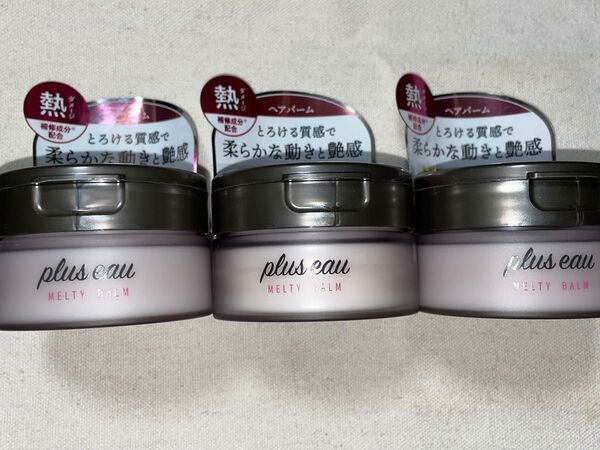 熱
ダメージ
補修成分※
配合
ヘアバーム
とろける質感で
柔らかな動きと艶感
plus eau
MELTY BALM
熱
ダメージ
補修成分※
配合
ヘアバーム
とろける質感で
柔らかな動きと艶感
plus eau
MELTY BALM
熱
ダメージ
補修成分※
配合
ヘアバーム
とろける質感で
柔らかな動きと艶感
plus eau
MELTY BALM